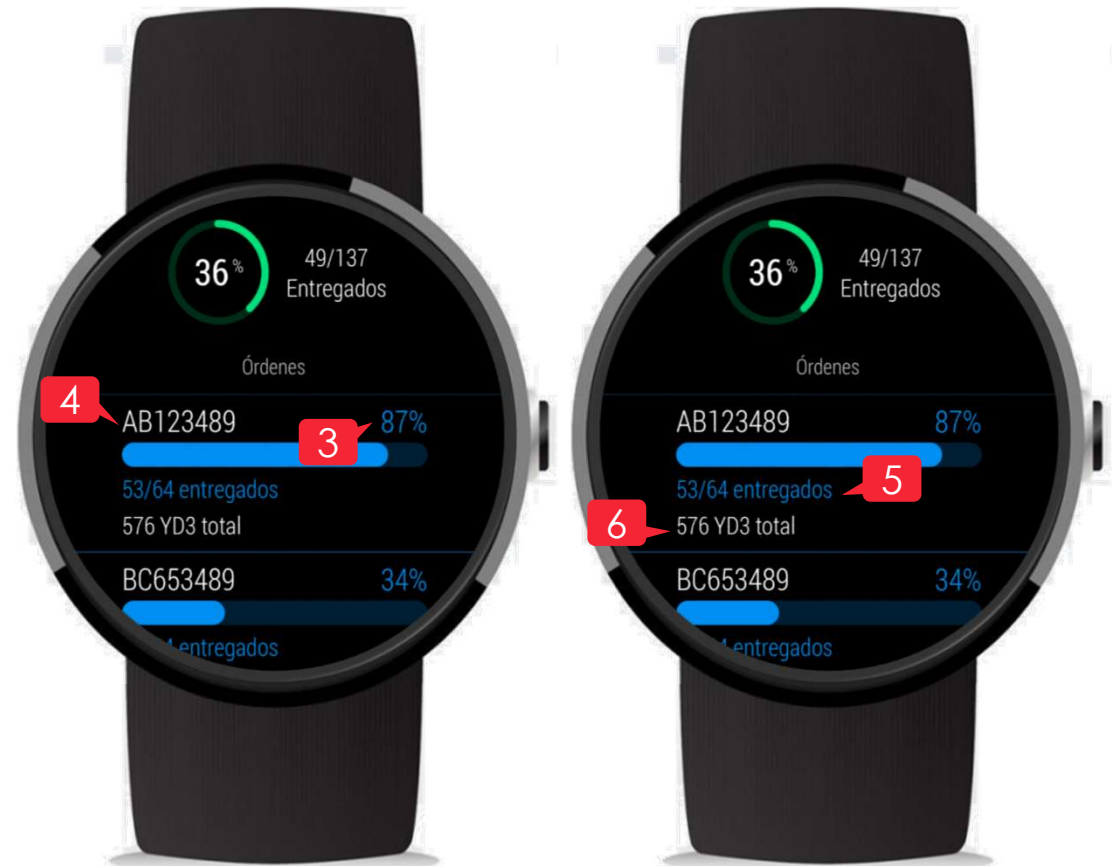 36 %
49/137
Entregados
Órdenes
4
AB123489
87%
3
53/64 entregados
576 YD3 total
BC653489
34%
entregados
36 %
49/137
Entregados
Órdenes
AB123489
87%
53/64 entregados
5
6
576 YD3 total
BC653489
34%
entregados